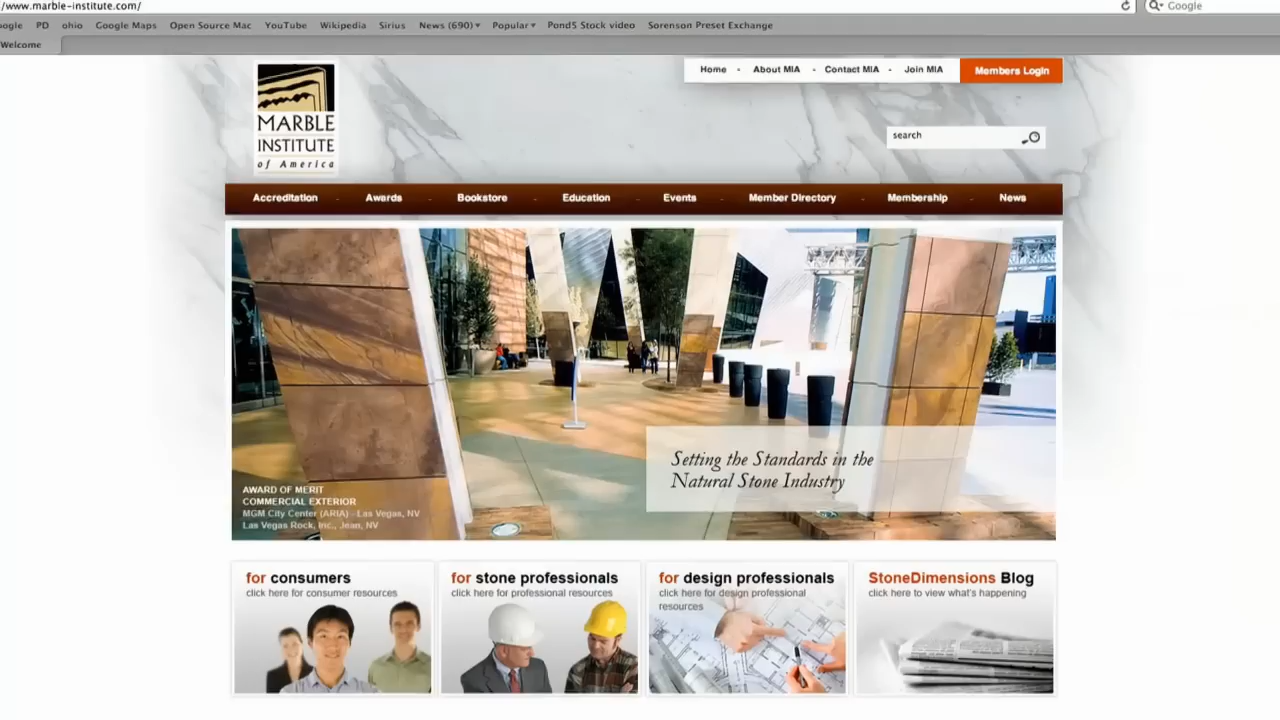 /www.marble-institute.com/
Google
oogle PD ohio Google Maps Open Source Mac YouTube Wikipedia Sirius News (690) Popular Pond5 Stock video Sorenson Preset Exchange
Welcome
Home - About MIA - Contact MIA - Join MIA Members Login
MARBLE
INSTITUTE
of America
search
Accreditation - Awards - Bookstore - Education - Events - Member Directory - Membership - News
Setting the Standards in the
Natural Stone Industry
AWARD OF MERIT
COMMERCIAL EXTERIOR
MGM City Center (ARIA) - Las Vegas, NV
Las Vegas Rock, Inc., Jean, NV
for consumers
click here for consumer resources
for stone professionals
click here for professional resources
for design professionals
click here for design professional
resources
StoneDimensions Blog
click here to view what's happening